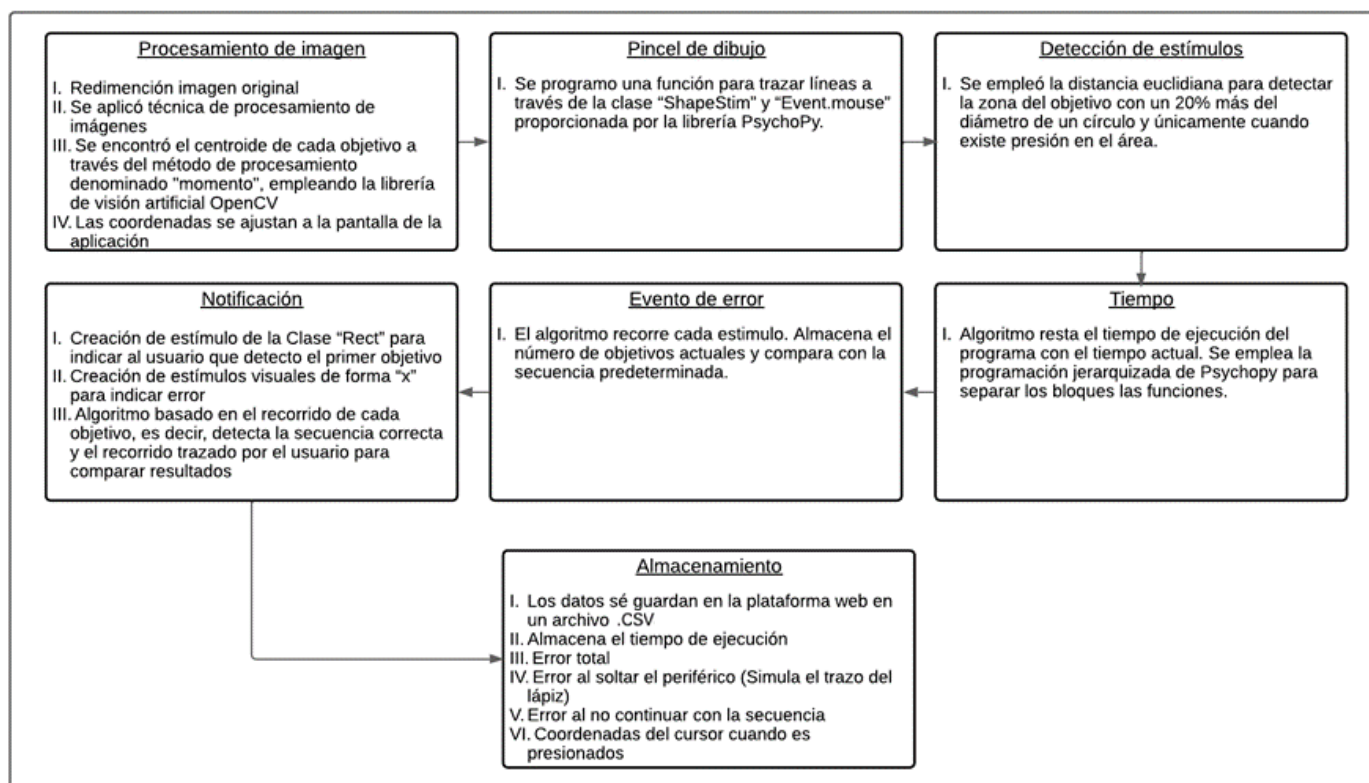 Procesamiento de imagen
I. Redimención imagen original
II. Se aplicó técnica de procesamiento de
imágenes
III. Se encontró el centroide de cada objetivo a
través del método de procesamiento
denominado "momento", empleando la librería
de visión artificial OpenCV
IV. Las coordenadas se ajustan a la pantalla de la
aplicación
Pincel de dibujo
I. Se programo una función para trazar líneas a
través de la clase “ShapeStim” y “Event.mouse”
proporcionada por la librería PsychoPy.
Detección de estímulos
I. Se empleó la distancia euclidiana para detectar
la zona del objetivo con un 20% más del
diámetro de un círculo y únicamente cuando
existe presión en el área.
Tiempo
I. Algoritmo resta el tiempo de ejecución del
programa con el tiempo actual. Se emplea la
programación jerarquizada de Psychopy para
separar los bloques las funciones.
Evento de error
I. El algoritmo recorre cada estimulo. Almacena el
número de objetivos actuales y compara con la
secuencia predeterminada.
Notificación
I. Creación de estímulo de la Clase “Rect” para
indicar al usuario que detecto el primer objetivo
II. Creación de estímulos visuales de forma “x”
para indicar error
III. Algoritmo basado en el recorrido de cada
objetivo, es decir, detecta la secuencia correcta
y el recorrido trazado por el usuario para
comparar resultados
Almacenamiento
I. Los datos sé guardan en la plataforma web en
un archivo .CSV
II. Almacena el tiempo de ejecución
III. Error total
IV. Error al soltar el periférico (Simula el trazo del
lápiz)
V. Error al no continuar con la secuencia
VI. Coordenadas del cursor cuando es
presionados